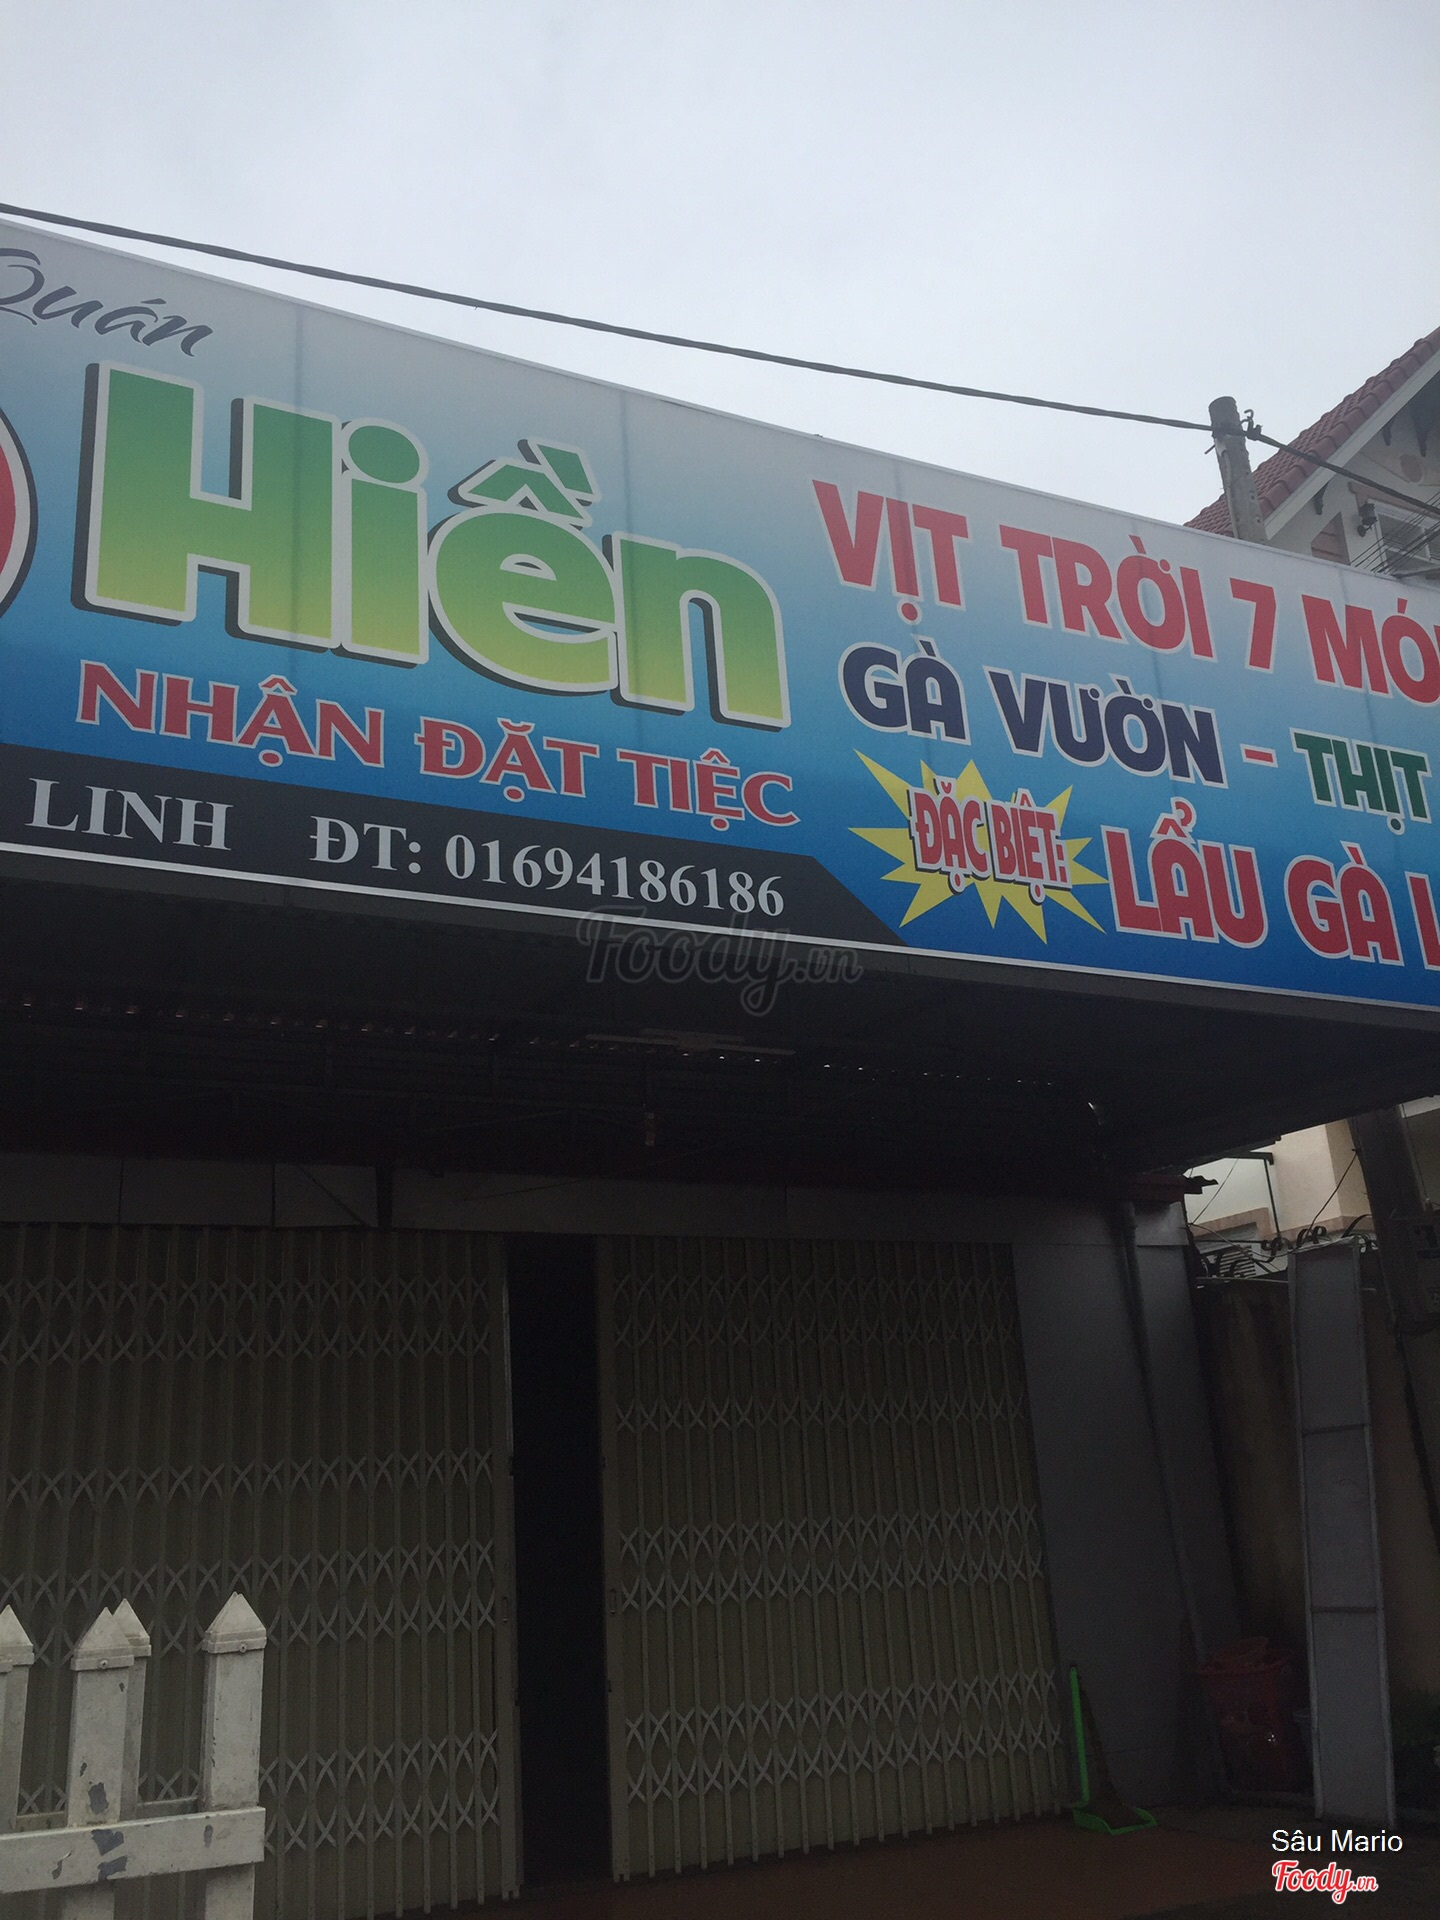 Quán
Hiền
NHẬN ĐẶT TIỆC
LINH ĐT: 01694186186
VỊT TRỜI 7
GÀ VƯỜN - THỊT
ĐẶC BIỆT:
LẨU GÀ
Foody.vn
Sâu Mario
Foody.vn